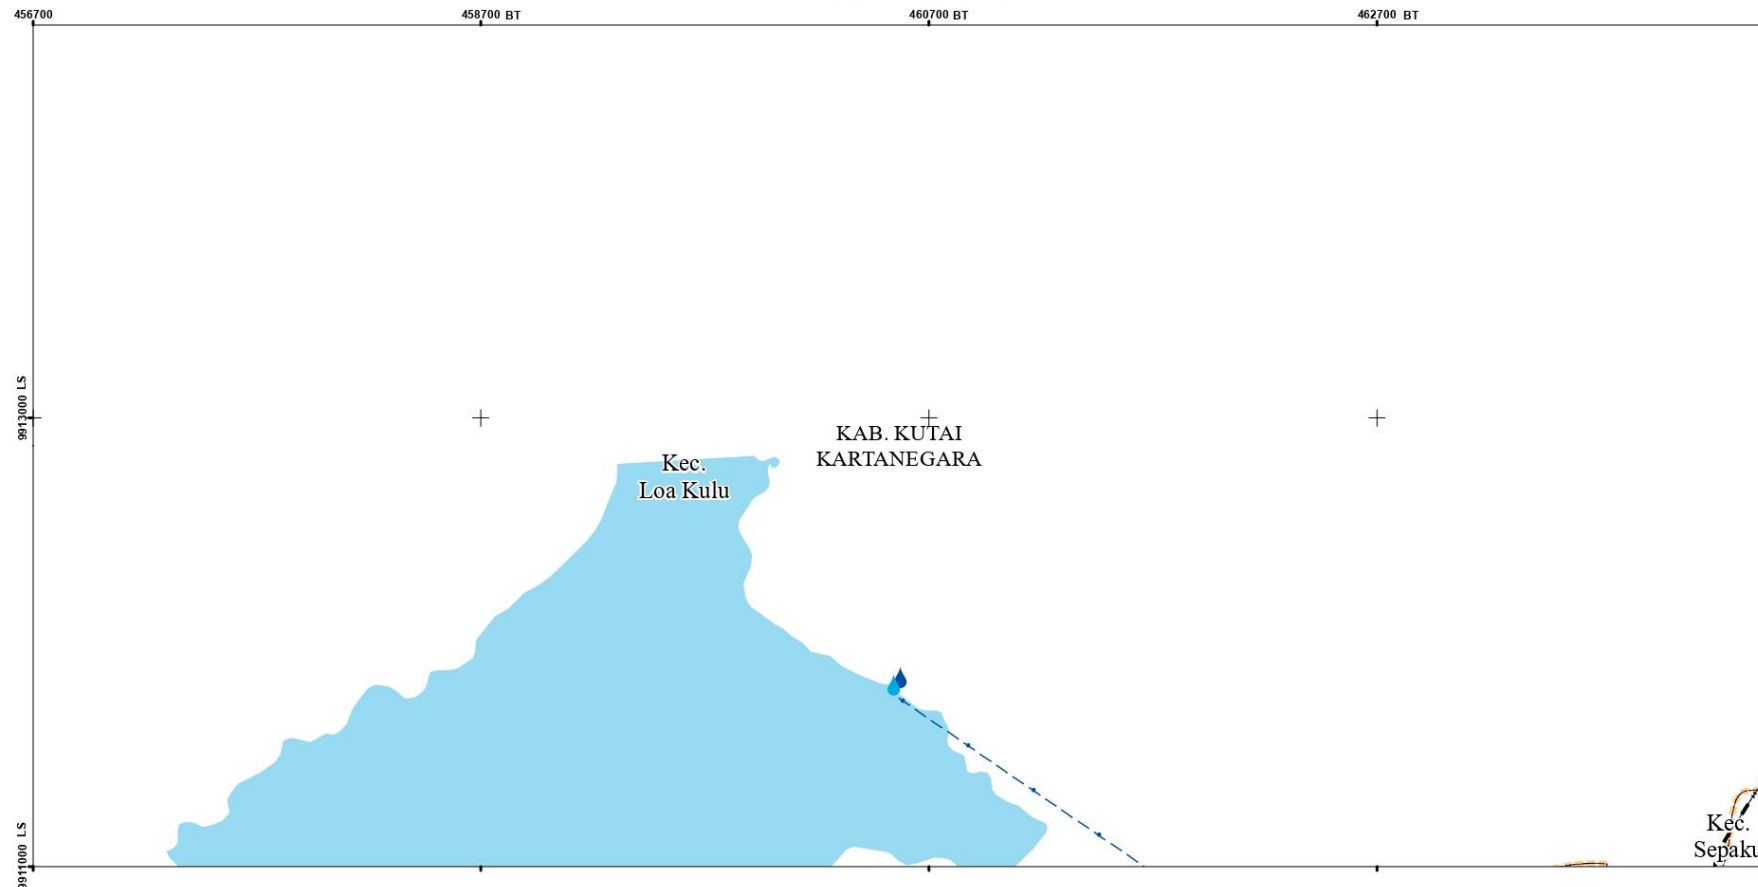 456700
458700 BT
460700 BT
462700 BT
9913000 LS
KAB. KUTAI
KARTANEGARA
Kec.
Loa Kulu
Kec.
Sepaku
9911000 LS